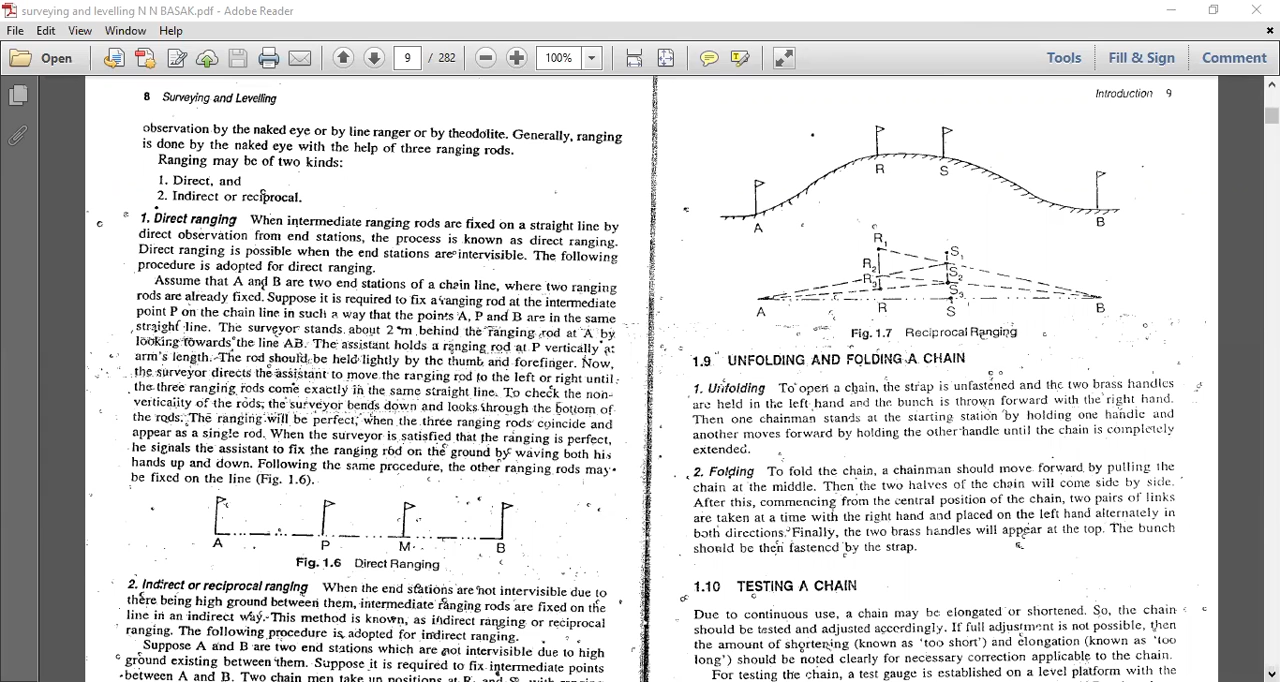 surveying and levelling N N BASAK.pdf - Adobe Reader
File Edit View Window Help
Open 9 / 282 100% Tools Fill & Sign Comment
8 Surveying and Levelling
observation by the naked eye or by line ranger or by theodolite. Generally, ranging
is done by the naked eye with the help of three ranging rods.
Ranging may be of two kinds:
1. Direct, and
2. Indirect or reciprocal.
1. Direct ranging When intermediate ranging rods are fixed on a straight line by
direct observation from end stations, the process is known as direct ranging.
Direct ranging is possible when the end stations are intervisible. The following
procedure is adopted for direct ranging.
Assume that A and B are two end stations of a chain line, where two ranging
rods are already fixed. Suppose it is required to fix a ranging rod at the intermediate
point P on the chain line in such a way that the points A, P and B are in the same
straight line. The surveyor stands about 2 m behind the ranging rod at A by
looking towards the line AB. The assistant holds a ranging rod at P vertically at
arm's length. The rod should be held lightly by the thumb and forefinger. Now,
the surveyor directs the assistant to move the ranging rod to the left or right until
the three ranging rods come exactly in the same straight line. To check the non-
verticality of the rods, the surveyor bends down and looks through the bottom of
the rods. The ranging will be perfect, when the three ranging rods coincide and
appear as a single rod. When the surveyor is satisfied that the ranging is perfect,
he signals the assistant to fix the ranging rod on the ground by waving both his
hands up and down. Following the same procedure, the other ranging rods may
be fixed on the line (Fig. 1.6).
A P M B
Fig. 1.6 Direct Ranging
2. Indirect or reciprocal ranging When the end stations are not intervisible due to
there being high ground between them, intermediate ranging rods are fixed on the
line in an indirect way. This method is known, as indirect ranging or reciprocal
ranging. The following procedure is adopted for indirect ranging.
Suppose A and B are two end stations which are not intervisible due to high
ground existing between them. Suppose it is required to fix intermediate points
between A and B. Two chain men take up positions at R₁ and S₁ with ranging
Introduction 9
R S
A B
R₁ S₁
R₂ S₂
R₃ S₃
A R S B
Fig. 1.7 Reciprocal Ranging
1.9 UNFOLDING AND FOLDING A CHAIN
1. Unfolding To open a chain, the strap is unfastened and the two brass handles
are held in the left hand and the bunch is thrown forward with the right hand.
Then one chainman stands at the starting station by holding one handle and
another moves forward by holding the other handle until the chain is completely
extended.
2. Folding To fold the chain, a chainman should move forward by pulling the
chain at the middle. Then the two halves of the chain will come side by side.
After this, commencing from the central position of the chain, two pairs of links
are taken at a time with the right hand and placed on the left hand alternately in
both directions. Finally, the two brass handles will appear at the top. The bunch
should be then fastened by the strap.
1.10 TESTING A CHAIN
Due to continuous use, a chain may be elongated or shortened. So, the chain
should be tested and adjusted accordingly. If full adjustment is not possible, then
the amount of shortening (known as 'too short') and elongation (known as 'too
long') should be noted clearly for necessary correction applicable to the chain.
For testing the chain, a test gauge is established on a level platform with the